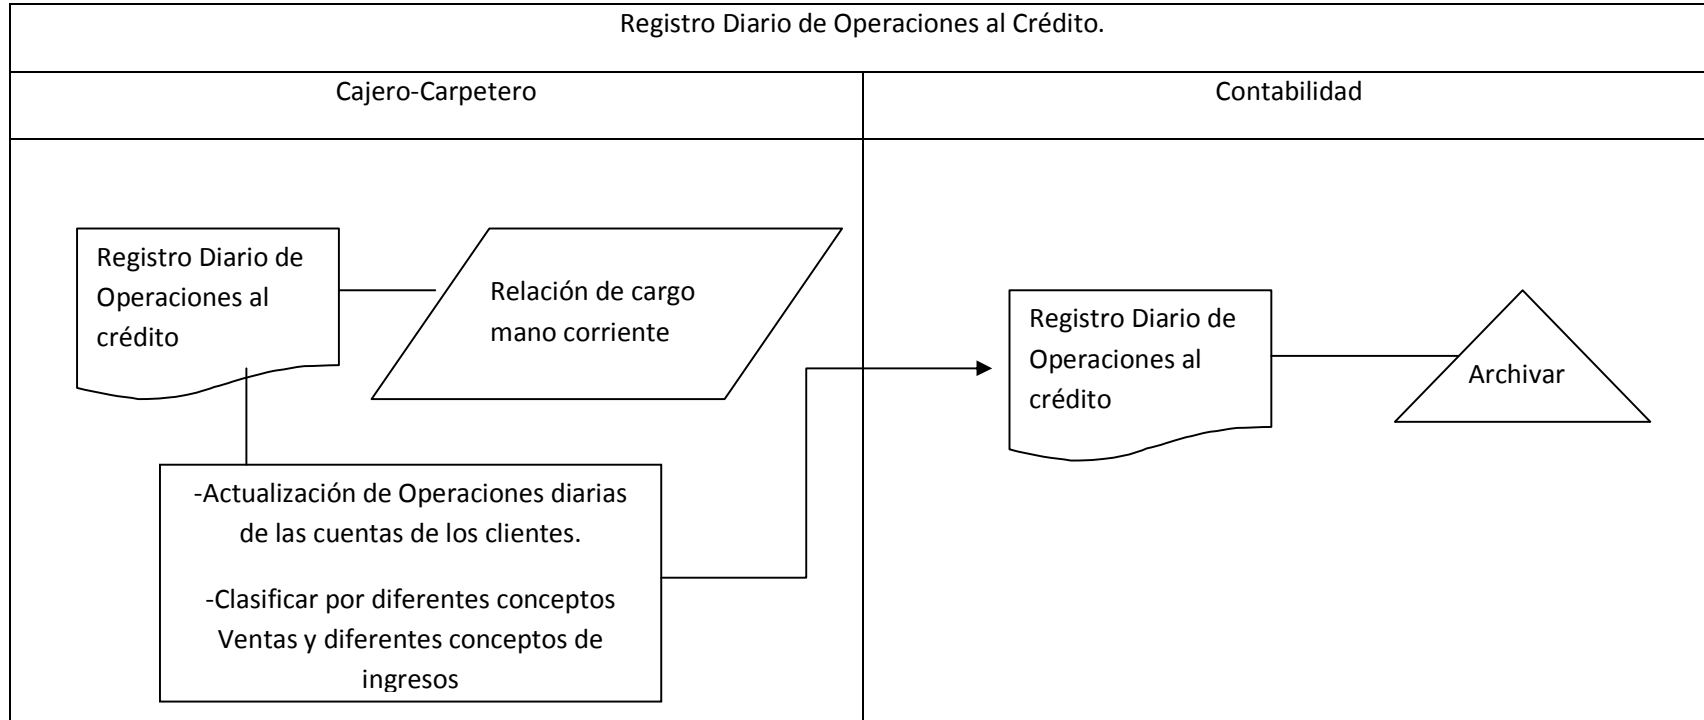 Registro Diario de Operaciones al Crédito.
Cajero-Carpetero
Contabilidad
Registro Diario de
Operaciones al
crédito
Relación de cargo
mano corriente
-Actualización de Operaciones diarias
de las cuentas de los clientes.
-Clasificar por diferentes conceptos
Ventas y diferentes conceptos de
ingresos
Registro Diario de
Operaciones al
crédito
Archivar